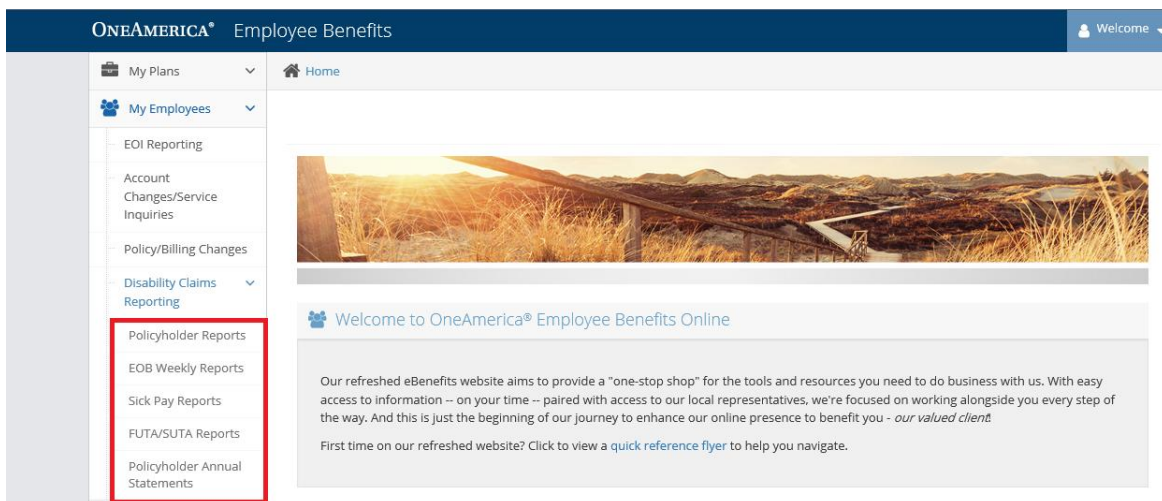 ONEAMERICA® Employee Benefits
Welcome
My Plans
Home
My Employees
EOI Reporting
Account
Changes/Service
Inquiries
Policy/Billing Changes
Disability Claims
Reporting
Policyholder Reports
EOB Weekly Reports
Sick Pay Reports
FUTA/SUTA Reports
Policyholder Annual
Statements
Welcome to OneAmerica® Employee Benefits Online
Our refreshed eBenefits website aims to provide a "one-stop shop" for the tools and resources you need to do business with us. With easy
access to information -- on your time -- paired with access to our local representatives, we're focused on working alongside you every step of
the way. And this is just the beginning of our journey to enhance our online presence to benefit you - our valued client!
First time on our refreshed website? Click to view a quick reference flyer to help you navigate.